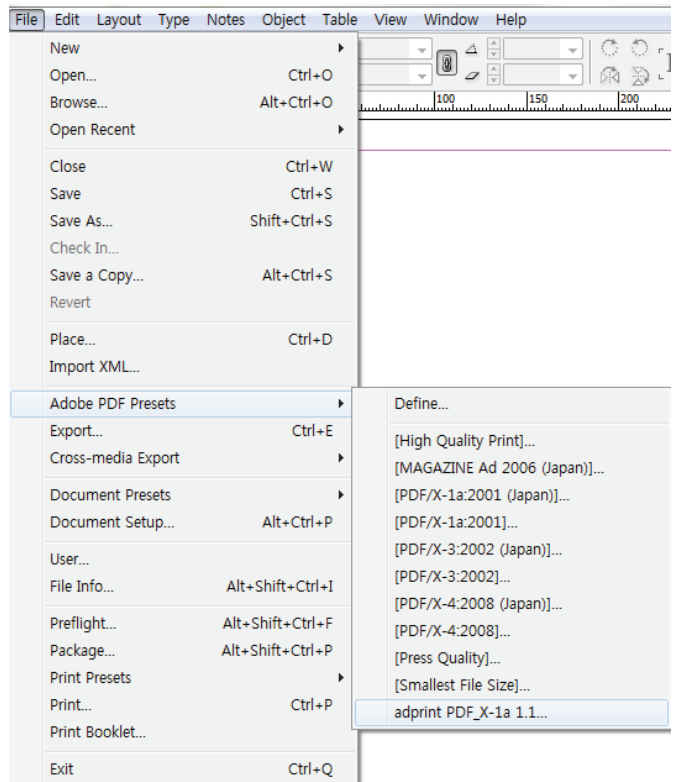 File Edit Layout Type Notes Object Table View Window Help
New
Open... Ctrl+O
Browse... Alt+Ctrl+O
Open Recent
100 150 200
Close Ctrl+W
Save Ctrl+S
Save As... Shift+Ctrl+S
Check In...
Save a Copy... Alt+Ctrl+S
Revert
Place... Ctrl+D
Import XML...
Adobe PDF Presets
Export... Ctrl+E
Cross-media Export
Document Presets
Document Setup... Alt+Ctrl+P
User...
File Info... Alt+Shift+Ctrl+I
Preflight... Alt+Shift+Ctrl+F
Package... Alt+Shift+Ctrl+P
Print Presets
Print... Ctrl+P
Print Booklet...
Exit Ctrl+Q
Define...
[High Quality Print]...
[MAGAZINE Ad 2006 (Japan)]...
[PDF/X-1a:2001 (Japan)]...
[PDF/X-1a:2001]...
[PDF/X-3:2002 (Japan)]...
[PDF/X-3:2002]...
[PDF/X-4:2008 (Japan)]...
[PDF/X-4:2008]...
[Press Quality]...
[Smallest File Size]...
adprint PDF_X-1a 1.1...